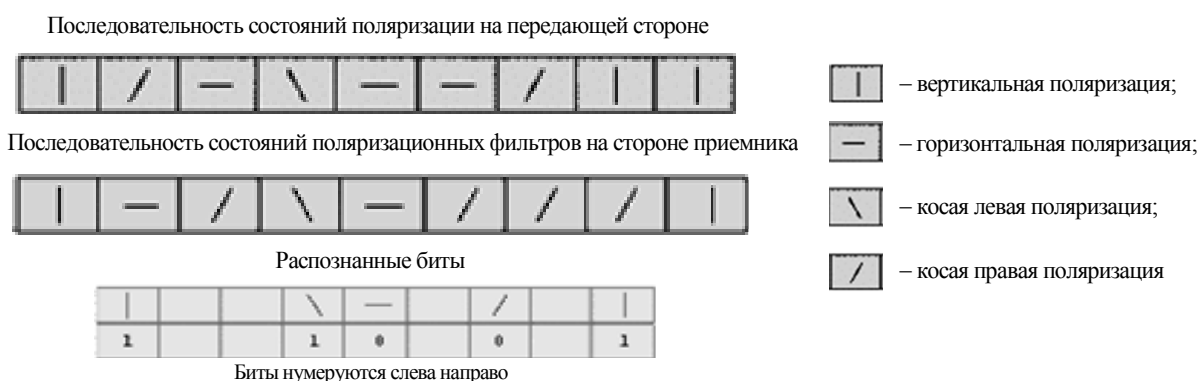 Последовательность состояний поляризации на передающей стороне
Последовательность состояний поляризационных фильтров на стороне приемника
Распознанные биты
1 1 0 0 1
Биты нумеруются слева направо
– вертикальная поляризация;
– горизонтальная поляризация;
– косая левая поляризация;
– косая правая поляризация